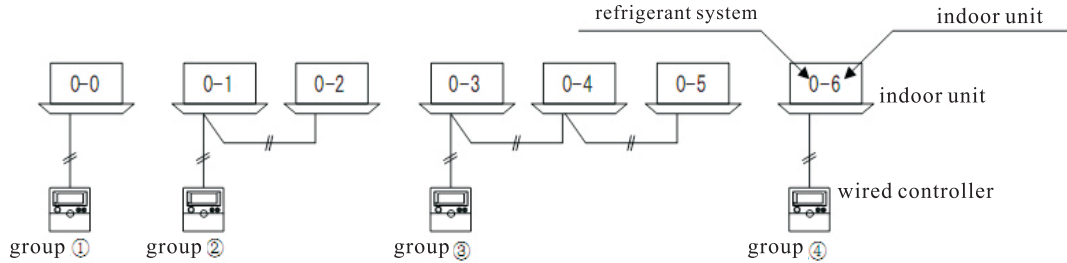 refrigerant system
indoor unit
0-0
0-1
0-2
0-3
0-4
0-5
0-6
indoor unit
wired controller
group ①
group ②
group ③
group ④